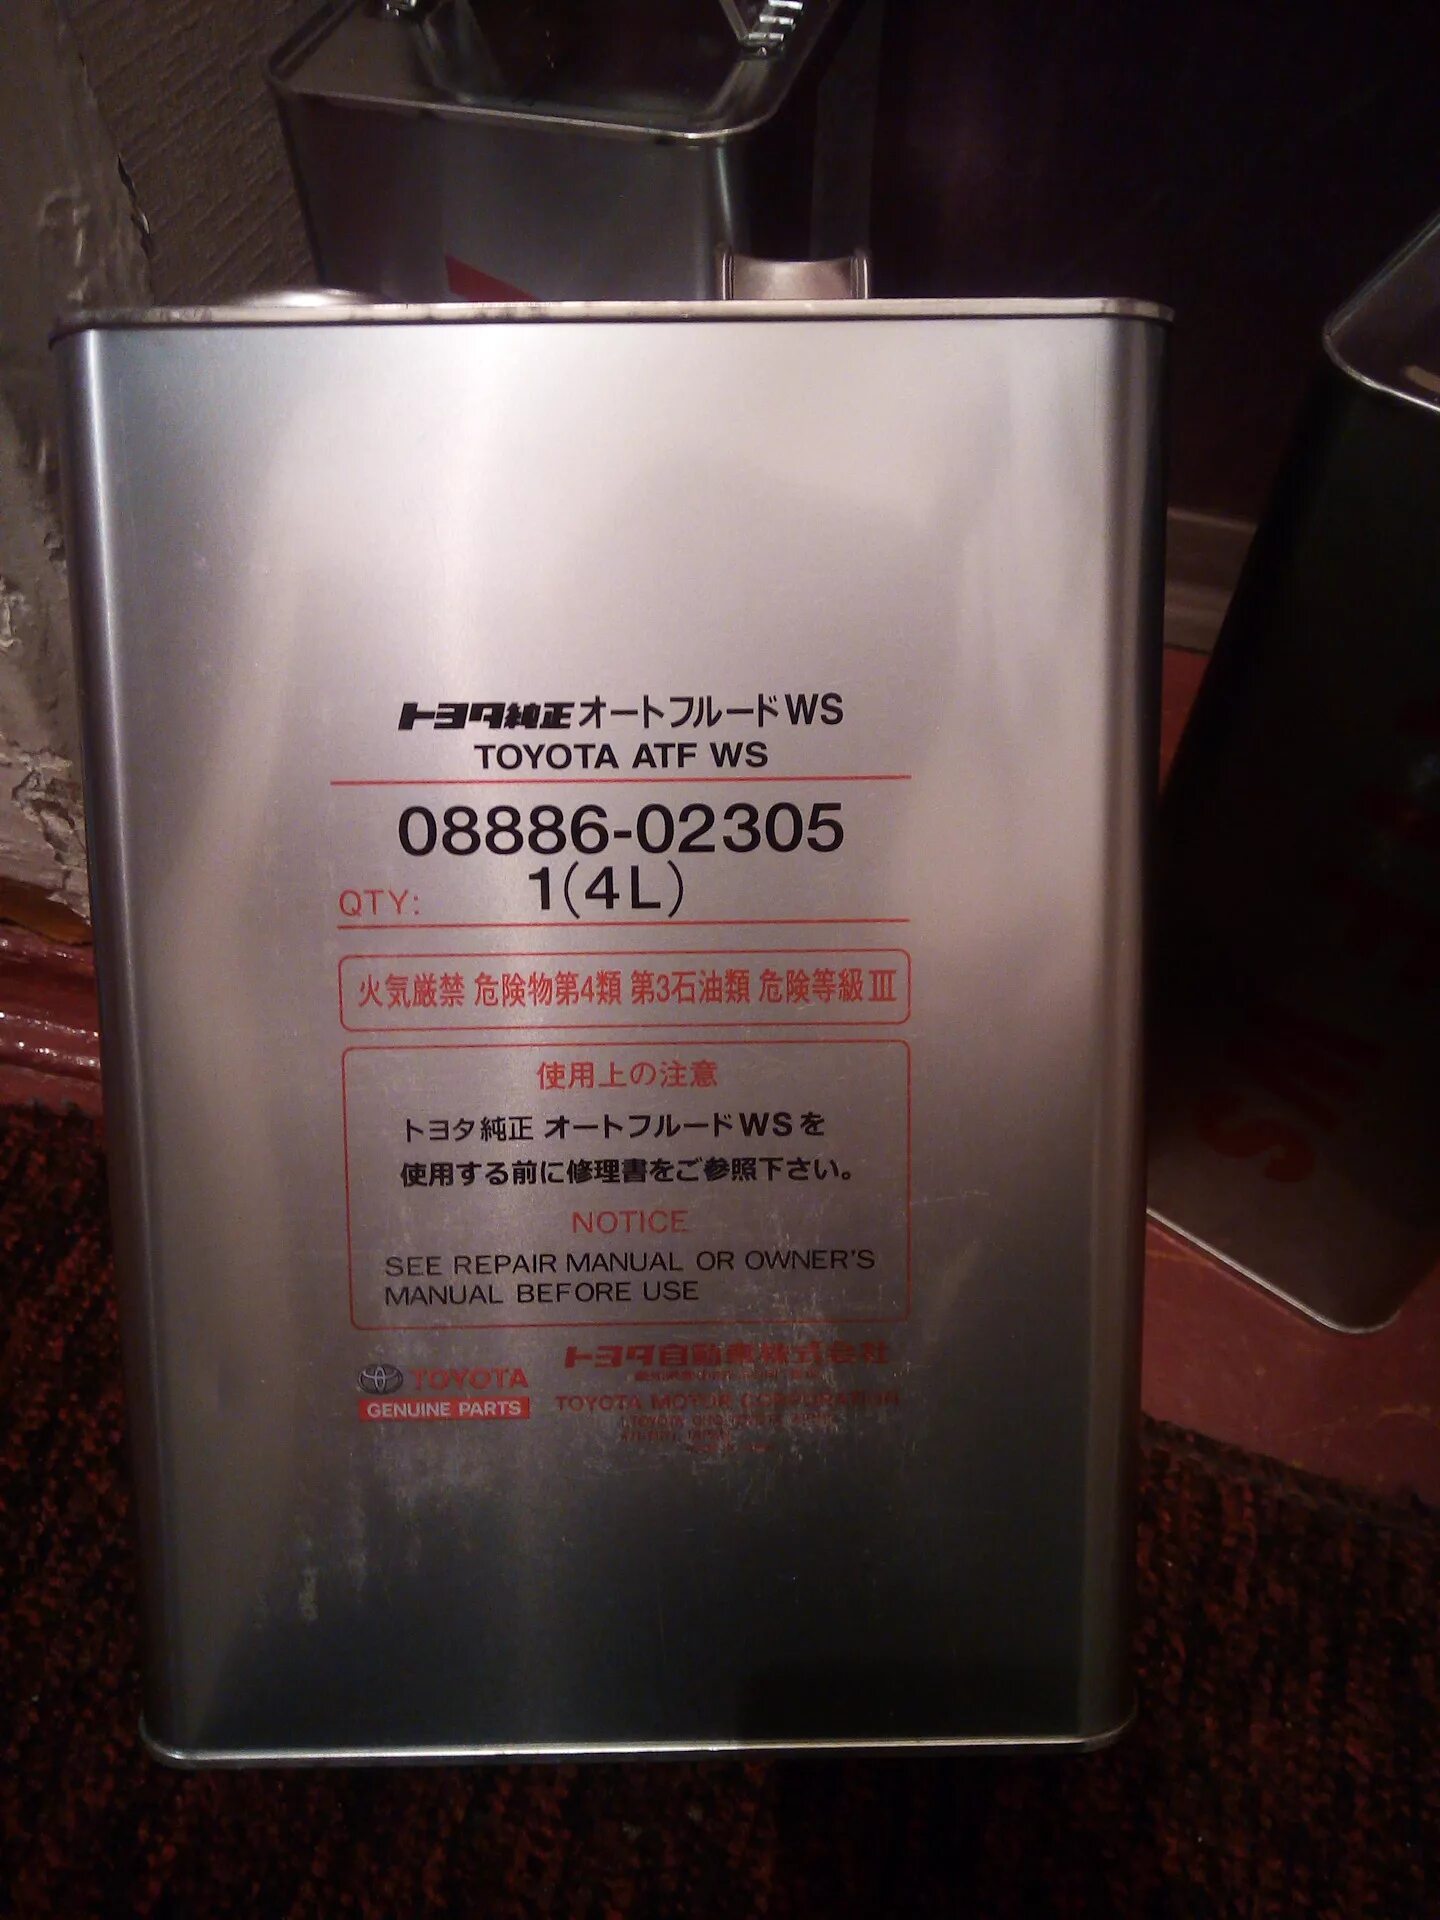 トヨタ純正オートフルードWS
TOYOTA ATF WS
08886-02305
QTY: 1(4L)
火気厳禁 危険物第4類 第3石油類 危険等級Ⅲ
使用上の注意
トヨタ純正 オートフルードWSを
使用する前に修理書をご参照下さい。
NOTICE
SEE REPAIR MANUAL OR OWNER'S
MANUAL BEFORE USE
TOYOTA
GENUINE PARTS
トヨタ自動車株式会社
TOYOTA MOTOR CORPORATION